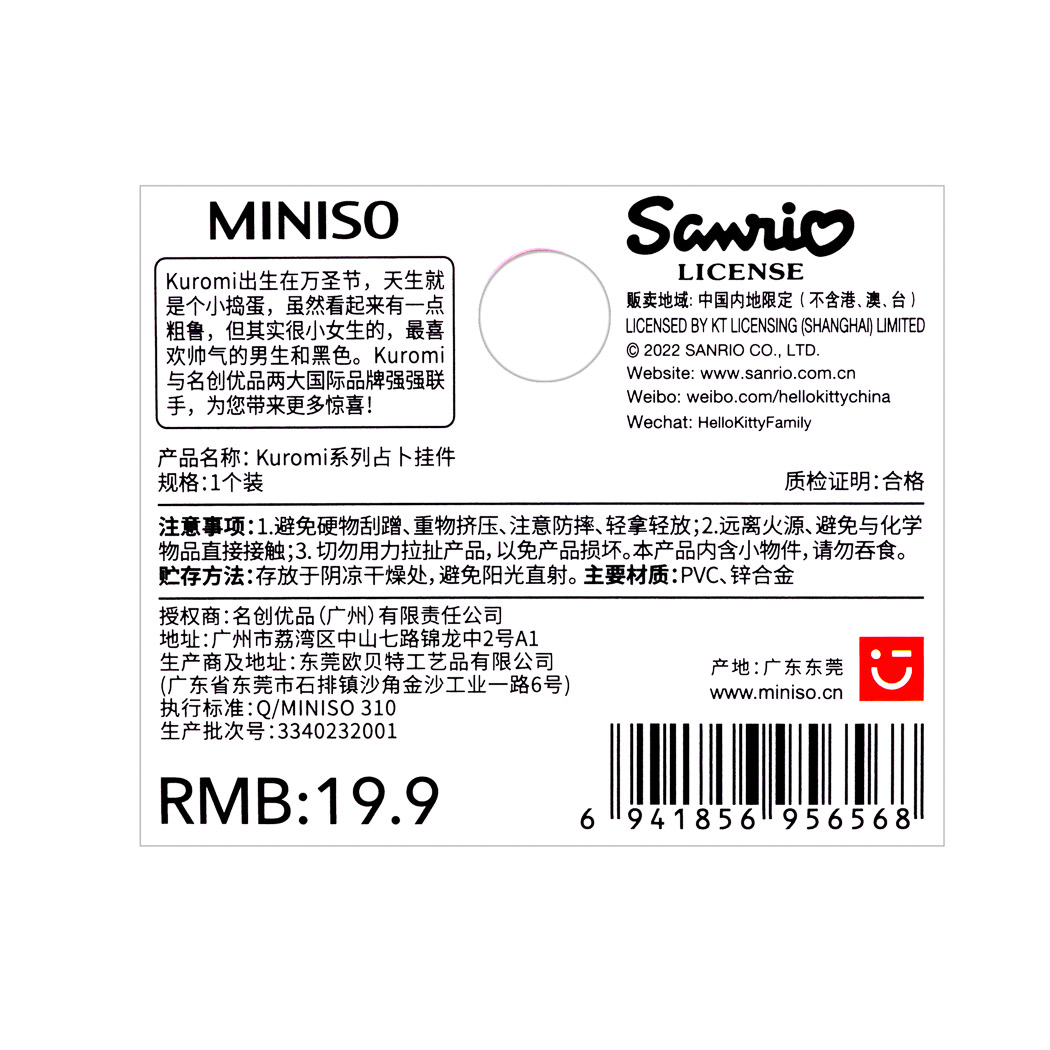 MINISO
Kuromi出生在万圣节，天生就
是个小捣蛋，虽然看起来有一点
粗鲁，但其实很小女生的，最喜
欢帅气的男生和黑色。Kuromi
与名创优品两大国际品牌强强联
手，为您带来更多惊喜!
Sanrio
LICENSE
贩卖地域: 中国内地限定（不含港、澳、台）
LICENSED BY KT LICENSING (SHANGHAI) LIMITED
© 2022 SANRIO CO., LTD.
Website: www.sanrio.com.cn
Weibo: weibo.com/hellokittychina
Wechat: HelloKittyFamily
产品名称: Kuromi系列占卜挂件
规格:1个装
质检证明:合格
注意事项:1.避免硬物刮蹭、重物挤压、注意防摔、轻拿轻放;2.远离火源、避免与化学
物品直接接触;3.切勿用力拉扯产品,以免产品损坏。本产品内含小物件,请勿吞食。
贮存方法:存放于阴凉干燥处,避免阳光直射。主要材质:PVC、锌合金
授权商:名创优品(广州)有限责任公司
地址:广州市荔湾区中山七路锦龙中2号A1
生产商及地址:东莞欧贝特工艺品有限公司
(广东省东莞市石排镇沙角金沙工业一路6号)
执行标准:Q/MINISO 310
生产批次号:3340232001
产地:广东东莞
www.miniso.cn
RMB:19.9
6 941856 956568